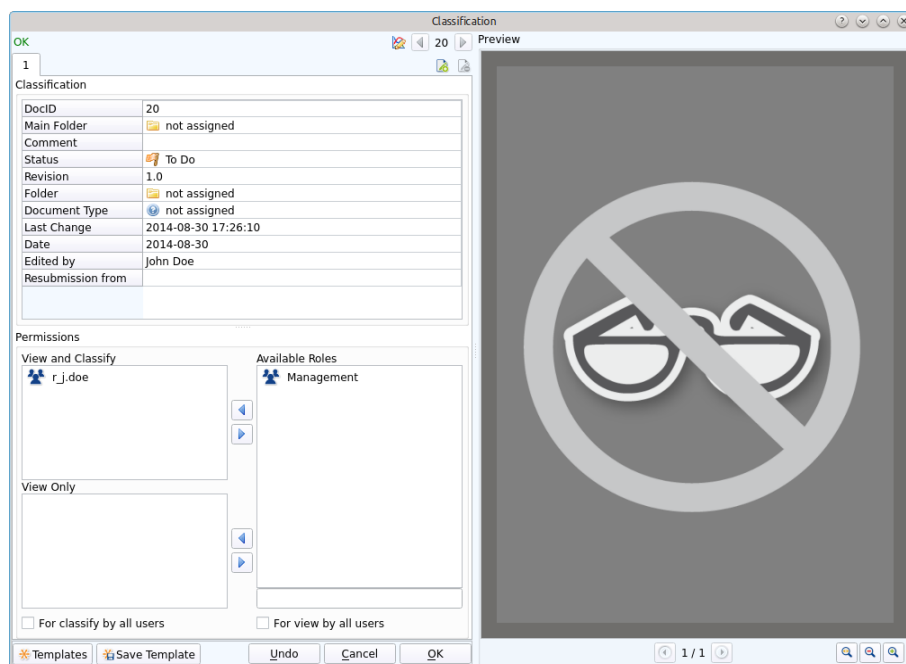 Classification
OK
20
Preview
1
Classification
DocID 20
Main Folder not assigned
Comment
Status To Do
Revision 1.0
Folder not assigned
Document Type not assigned
Last Change 2014-08-30 17:26:10
Date 2014-08-30
Edited by John Doe
Resubmission from
Permissions
View and Classify
r_j.doe
Available Roles
Management
View Only
For classify by all users
For view by all users
Templates
Save Template
Undo
Cancel
OK
1 / 1